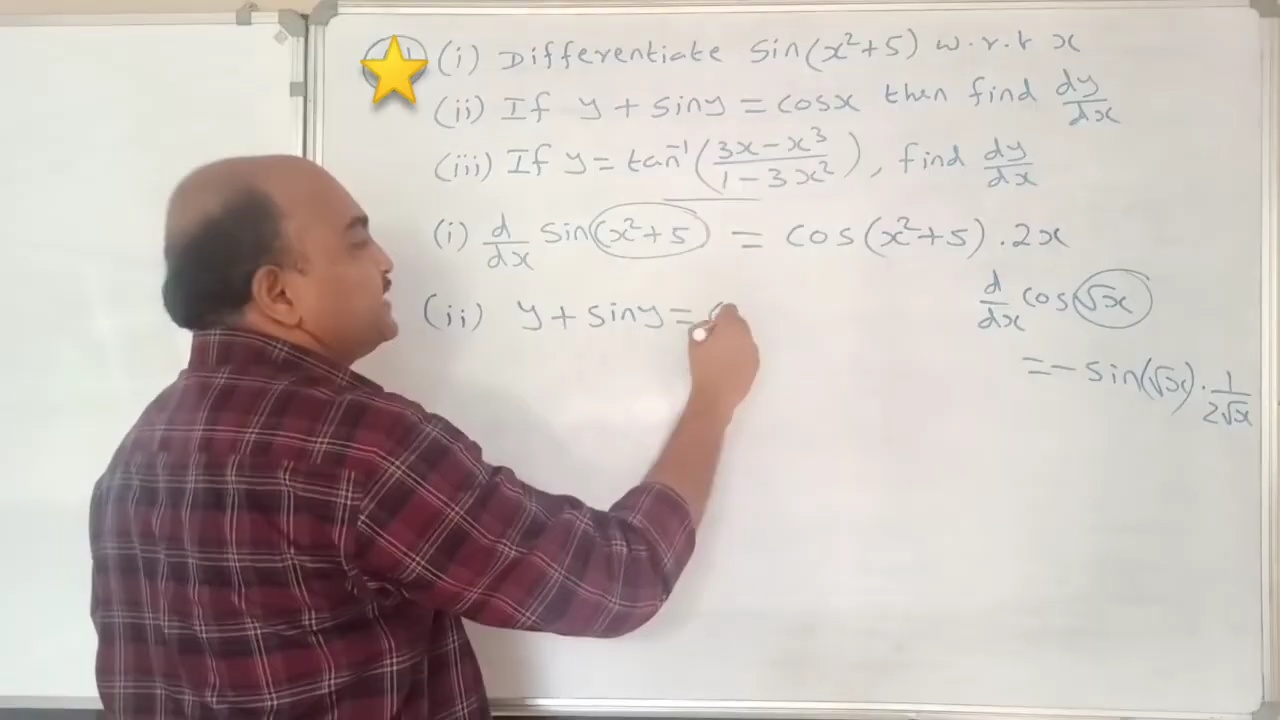 (i) Differentiate Sin(x²+5) w.r.t x
(ii) If y + siny = cosx then find dy/dx
(iii) If y = tan⁻¹((3x-x³)/(1-3x²)), find dy/dx
(i) d/dx Sin(x²+5) = cos(x²+5).2x
d/dx cos(√x)
(ii) y + siny =
= -sin(√x).1/(2√x)